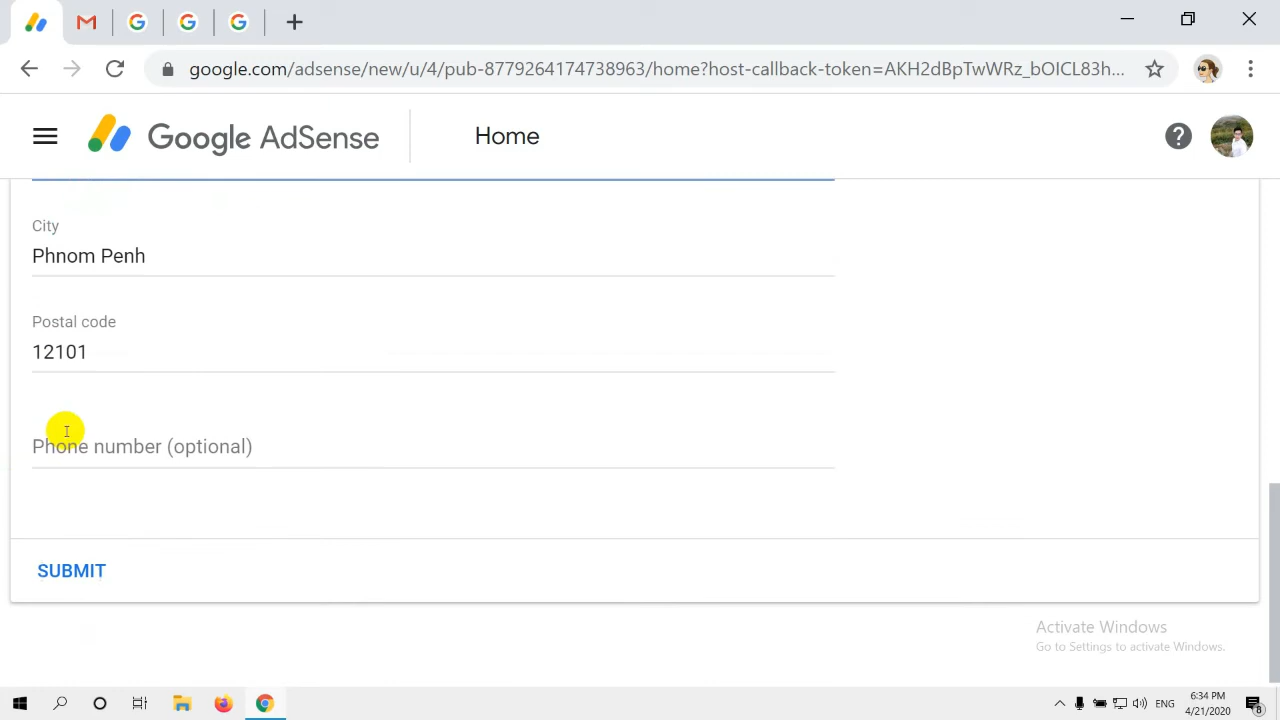 google.com/adsense/new/u/4/pub-8779264174738963/home?host-callback-token=AKH2dBpTwWRz_bOICL83h...
Google AdSense
Home
City
Phnom Penh
Postal code
12101
Phone number (optional)
SUBMIT
Activate Windows
Go to Settings to activate Windows.
ENG
6:34 PM
4/21/2020
8